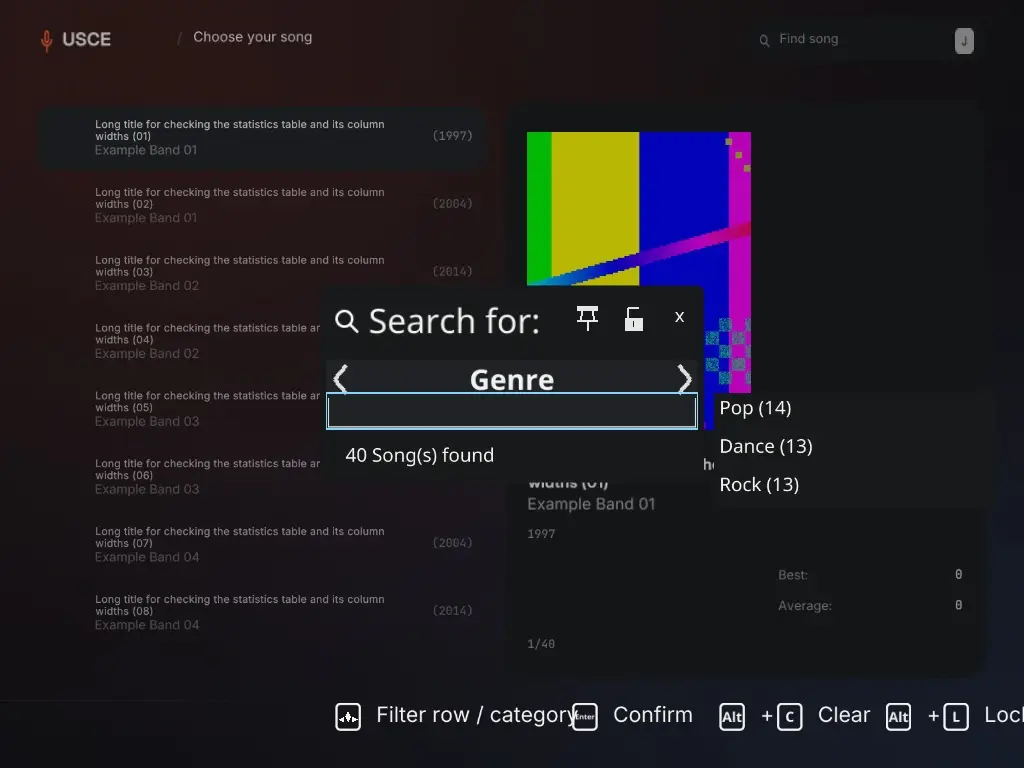 USCE
/ Choose your song
Find song
J
Long title for checking the statistics table and its column
widths (01)
Example Band 01
(1997)
Long title for checking the statistics table and its column
widths (02)
Example Band 01
(2004)
Long title for checking the statistics table and its column
widths (03)
Example Band 02
(2014)
Long title for checking the statistics
widths (04)
Example Band 02
Long title for checking the statistics
widths (05)
Example Band 03
Long title for checking the statistics
widths (06)
Example Band 03
Long title for checking the statistics table and its column
widths (07)
Example Band 04
(2004)
Long title for checking the statistics table and its column
widths (08)
Example Band 04
(2014)
Search for:
x
Genre
40 Song(s) found
Pop (14)
Dance (13)
Rock (13)
widths (01)
Example Band 01
1997
Best: 0
Average: 0
1/40
Filter row / category
Enter Confirm
Alt + C Clear
Alt + L Lock